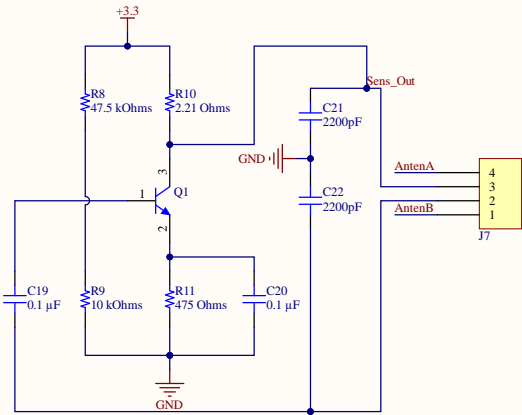 +3.3
R8
47.5 kOhms
R10
2.21 Ohms
Sens_Out
C21
2200pF
GND
3
Q1
1
2
C22
2200pF
AntenA
4
3
2
AntenB
1
J7
C19
0.1 µF
R9
10 kOhms
R11
475 Ohms
C20
0.1 µF
GND